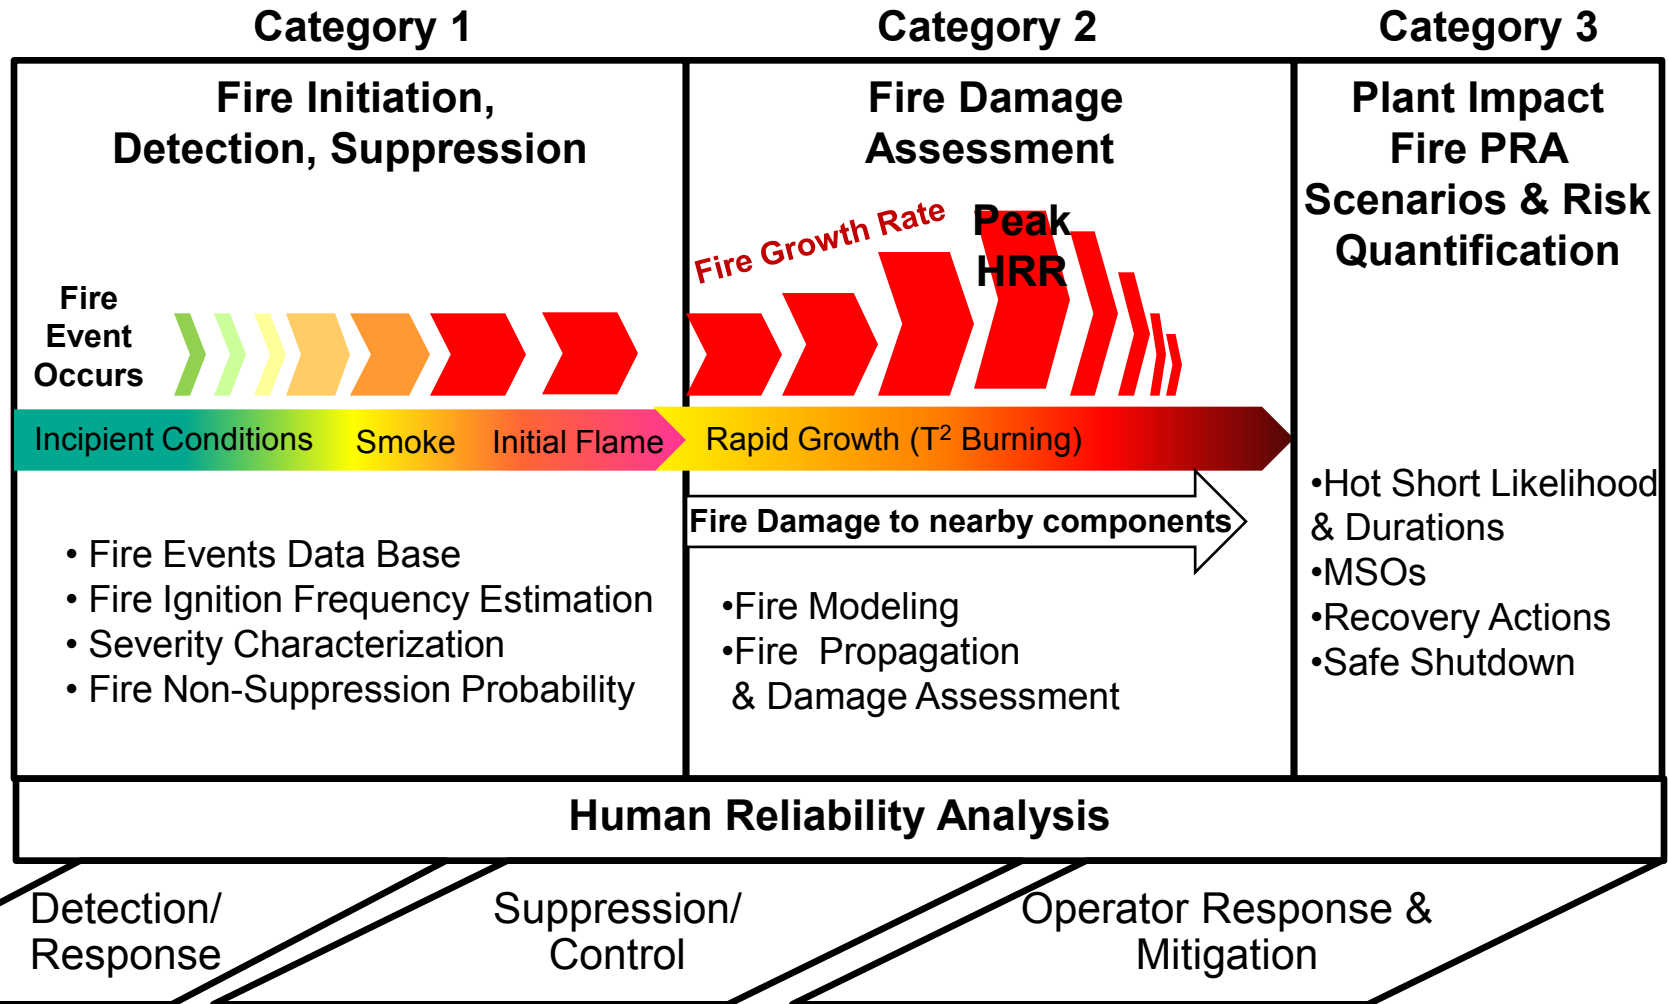 Category 1
Category 2
Category 3
Fire Initiation,
Detection, Suppression
Fire Damage
Assessment
Plant Impact
Fire PRA
Scenarios & Risk
Quantification
Fire
Event
Occurs
Fire Growth Rate
Peak
HRR
Incipient Conditions
Smoke
Initial Flame
Rapid Growth (T² Burning)
Fire Damage to nearby components
• Fire Events Data Base
• Fire Ignition Frequency Estimation
• Severity Characterization
• Fire Non-Suppression Probability
•Fire Modeling
•Fire Propagation
& Damage Assessment
•Hot Short Likelihood
& Durations
•MSOs
•Recovery Actions
•Safe Shutdown
Human Reliability Analysis
Detection/
Response
Suppression/
Control
Operator Response &
Mitigation